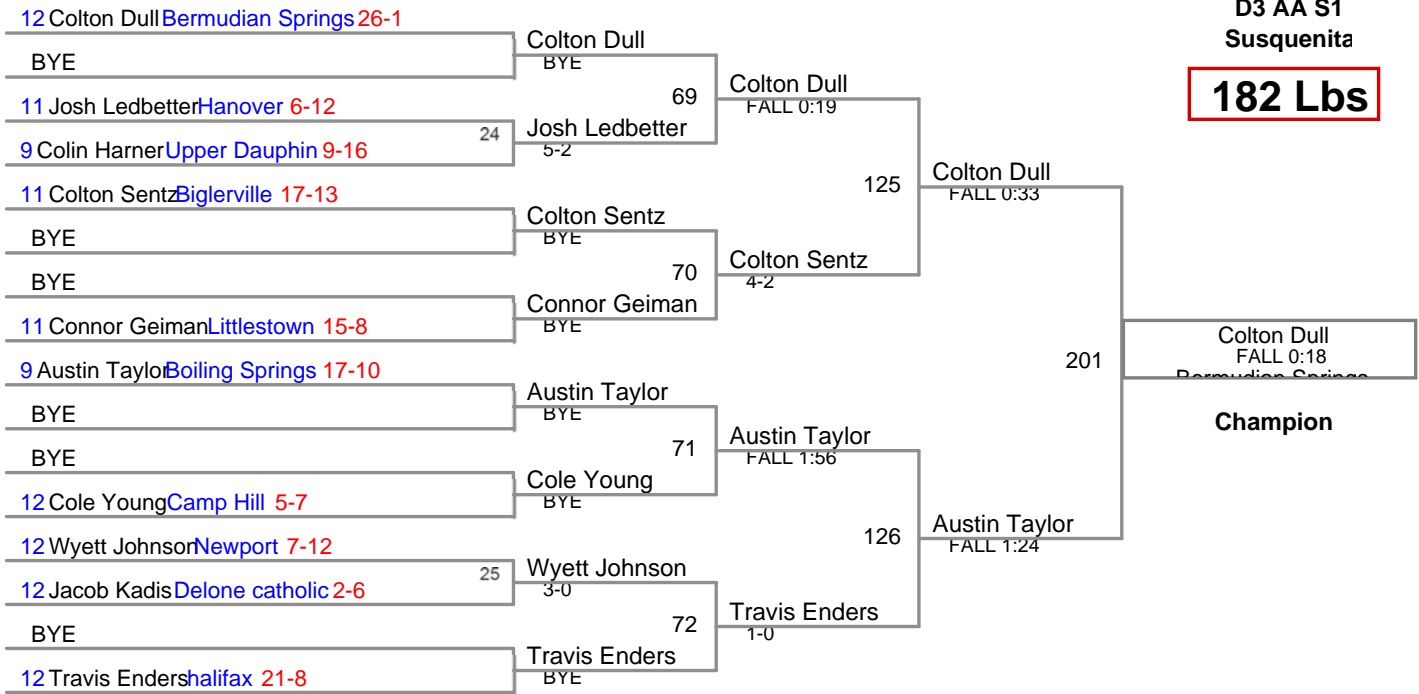 D3 AA S1
Susquenita
182 Lbs
12 Colton Dull Bermudian Springs 26-1
BYE
11 Josh Ledbetter Hanover 6-12
9 Colin Harner Upper Dauphin 9-16
11 Colton Sentz Biglerville 17-13
BYE
BYE
11 Connor Geiman Littlestown 15-8
9 Austin Taylor Boiling Springs 17-10
BYE
BYE
12 Cole Young Camp Hill 5-7
12 Wyett Johnson Newport 7-12
12 Jacob Kadis Delone catholic 2-6
BYE
12 Travis Enders halifax 21-8
Colton Dull
BYE
24
Josh Ledbetter
5-2
Colton Sentz
BYE
Connor Geiman
BYE
Austin Taylor
BYE
Cole Young
BYE
25
Wyett Johnson
3-0
Travis Enders
BYE
69
Colton Dull
FALL 0:19
70
Colton Sentz
4-2
71
Austin Taylor
FALL 1:56
72
Travis Enders
1-0
125
Colton Dull
FALL 0:33
126
Austin Taylor
FALL 1:24
201
Colton Dull
FALL 0:18
Bermudian Springs
Champion